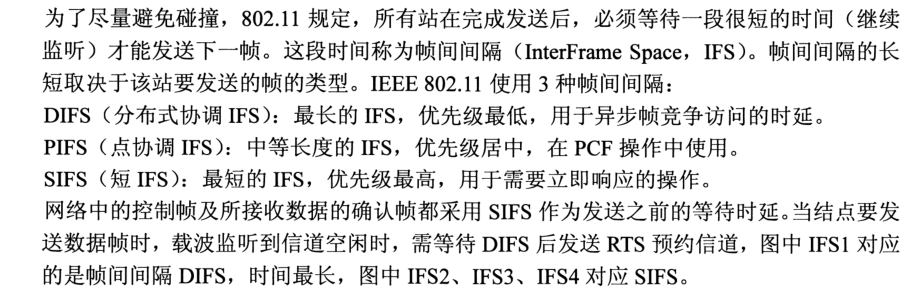 为了尽量避免碰撞，802.11 规定，所有站在完成发送后，必须等待一段很短的时间（继续
监听）才能发送下一帧。这段时间称为帧间间隔（InterFrame Space，IFS）。帧间间隔的长
短取决于该站要发送的帧的类型。IEEE 802.11 使用 3 种帧间间隔：
DIFS（分布式协调 IFS）：最长的 IFS，优先级最低，用于异步帧竞争访问的时延。
PIFS（点协调 IFS）：中等长度的 IFS，优先级居中，在 PCF 操作中使用。
SIFS（短 IFS）：最短的 IFS，优先级最高，用于需要立即响应的操作。
网络中的控制帧及所接收数据的确认帧都采用 SIFS 作为发送之前的等待时延。当结点要发
送数据帧时，载波监听到信道空闲时，需等待 DIFS 后发送 RTS 预约信道，图中 IFS1 对应
的是帧间间隔 DIFS，时间最长，图中 IFS2、IFS3、IFS4 对应 SIFS。